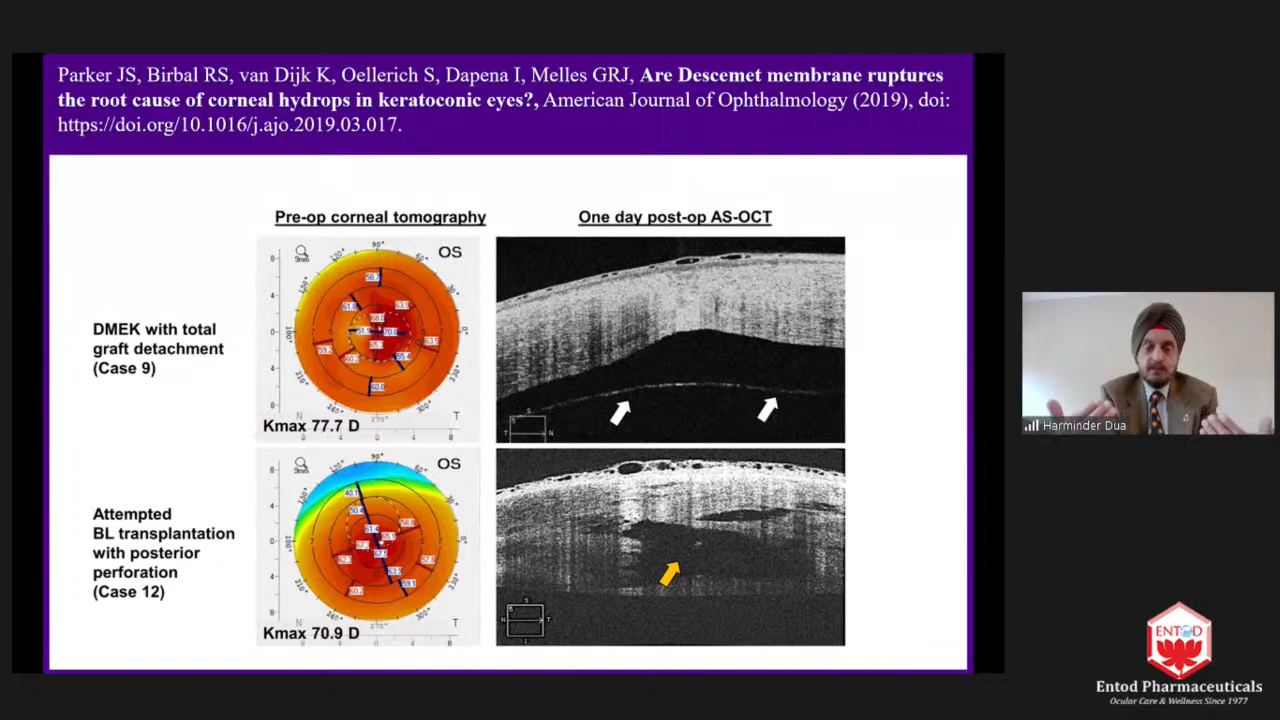 Parker JS, Birbal RS, van Dijk K, Oellerich S, Dapena I, Melles GRJ, Are Descemet membrane ruptures
the root cause of corneal hydrops in keratoconic eyes?, American Journal of Ophthalmology (2019), doi:
https://doi.org/10.1016/j.ajo.2019.03.017.
Pre-op corneal tomography
One day post-op AS-OCT
DMEK with total
graft detachment
(Case 9)
OS
Kmax 77.7 D
Attempted
BL transplantation
with posterior
perforation
(Case 12)
OS
Kmax 70.9 D
Harminder Dua
ENTOD
Entod Pharmaceuticals
Ocular Care & Wellness Since 1977